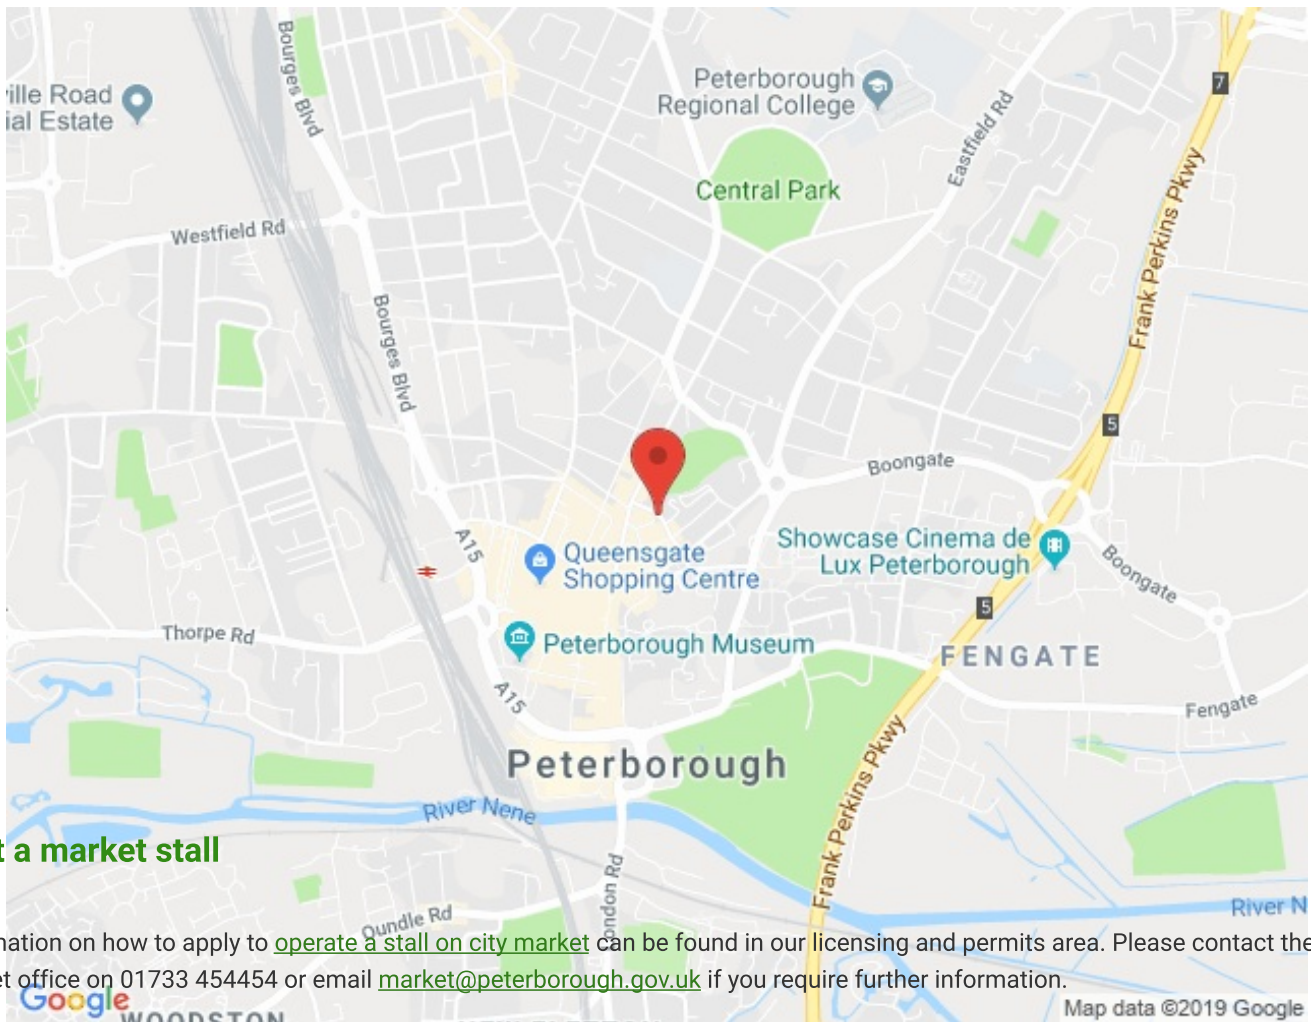 Bourges Blvd
7
ville Road
ial Estate
Peterborough
Regional College
Eastfield Rd
Central Park
Frank Perkins Pkwy
Westfield Rd
Bourges Blvd
5
Boongate
A15
Queensgate
Shopping Centre
Showcase Cinema de
Lux Peterborough
Boongate
5
Thorpe Rd
Peterborough Museum
FENGATE
A15
Fengate
Peterborough
Frank Perkins Pkwy
River Nene
t a market stall
London Rd
River N
Oundle Rd
mation on how to apply to operate a stall on city market can be found in our licensing and permits area. Please contact the
et office on 01733 454454 or email market@peterborough.gov.uk if you require further information.
Google
WOODSTON
Map data ©2019 Google